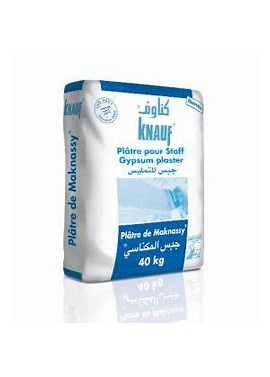 كناوف
KNAUF
Plâtre pour Staff
Gypsum plaster
جبس للتمليس
Plâtre de Maknassy
جبس المكناسي
40 kg
Plâtre de Maknassy